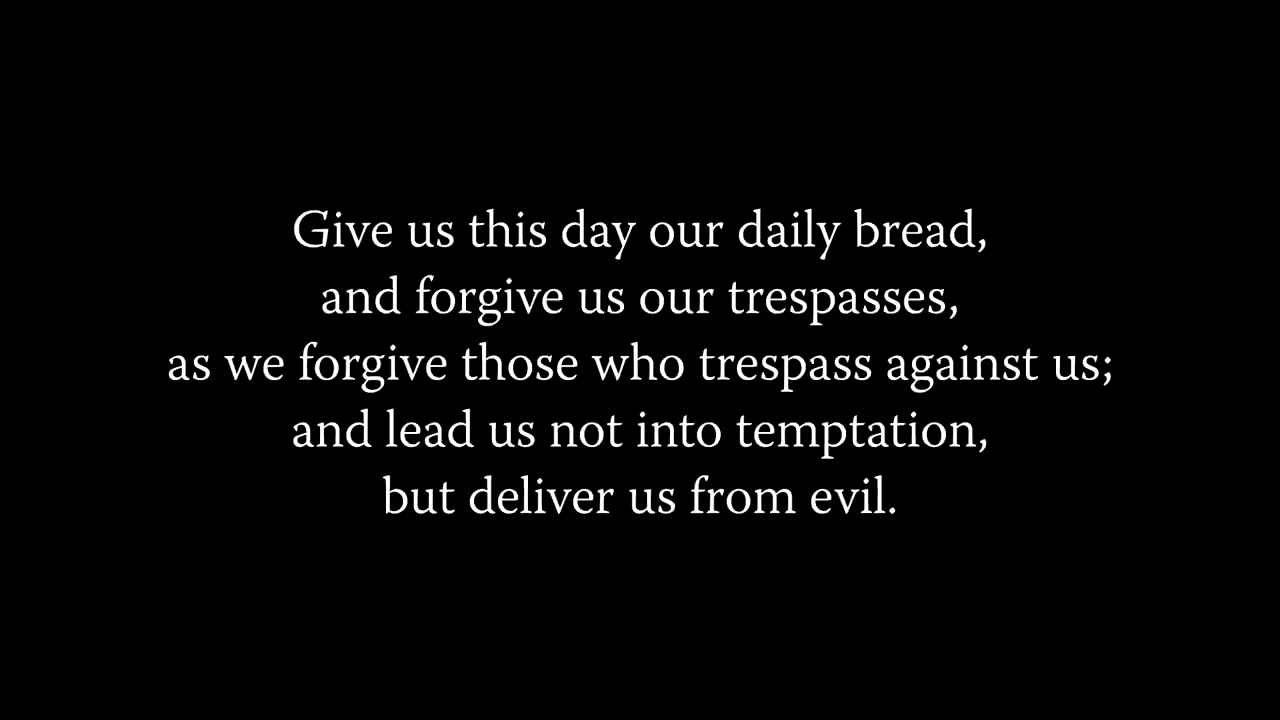 Give us this day our daily bread,
and forgive us our trespasses,
as we forgive those who trespass against us;
and lead us not into temptation,
but deliver us from evil.